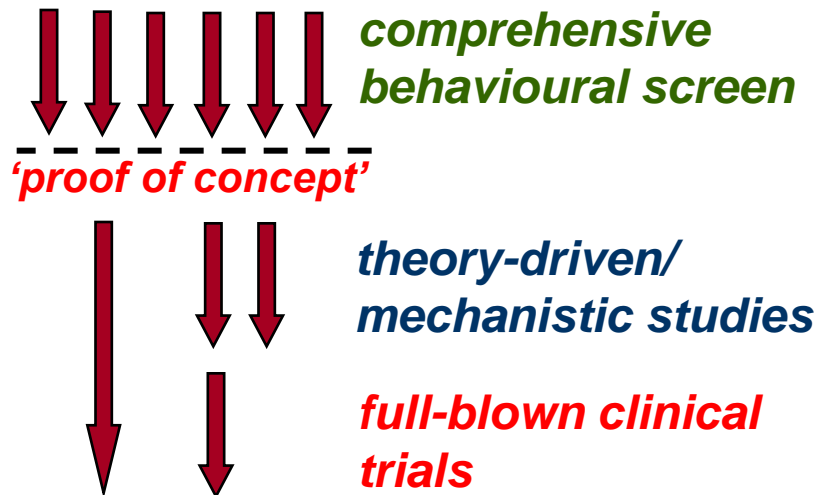 comprehensive
behavioural screen
‘proof of concept’
theory-driven/
mechanistic studies
full-blown clinical
trials